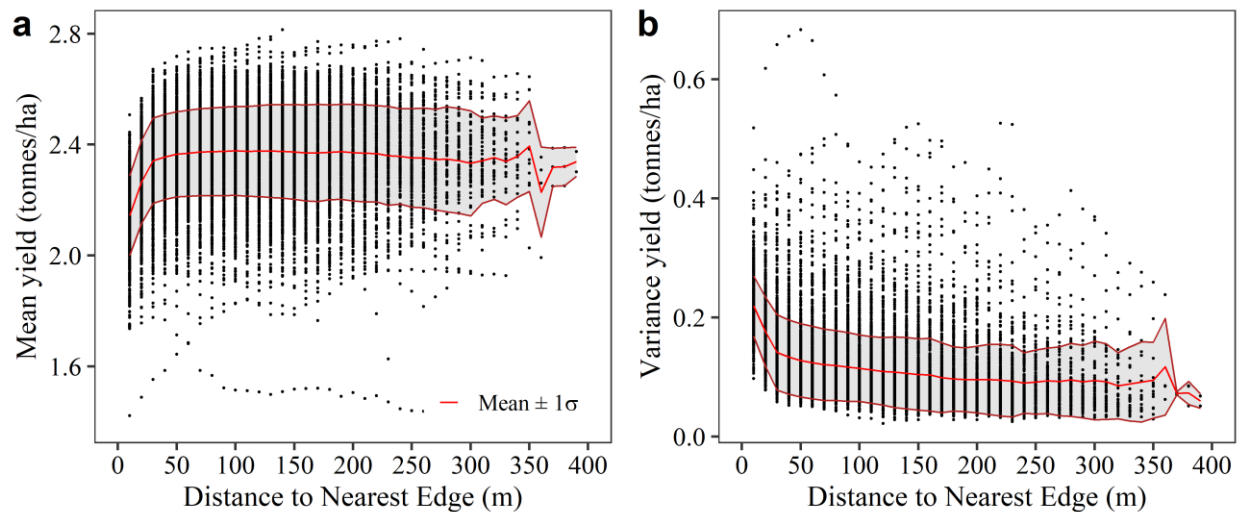 a
Mean yield (tonnes/ha)
2.8
2.4
2.0
1.6
Mean ± 1σ
0 50 100 150 200 250 300 350 400
Distance to Nearest Edge (m)
b
Variance yield (tonnes/ha)
0.6
0.4
0.2
0.0
0 50 100 150 200 250 300 350 400
Distance to Nearest Edge (m)